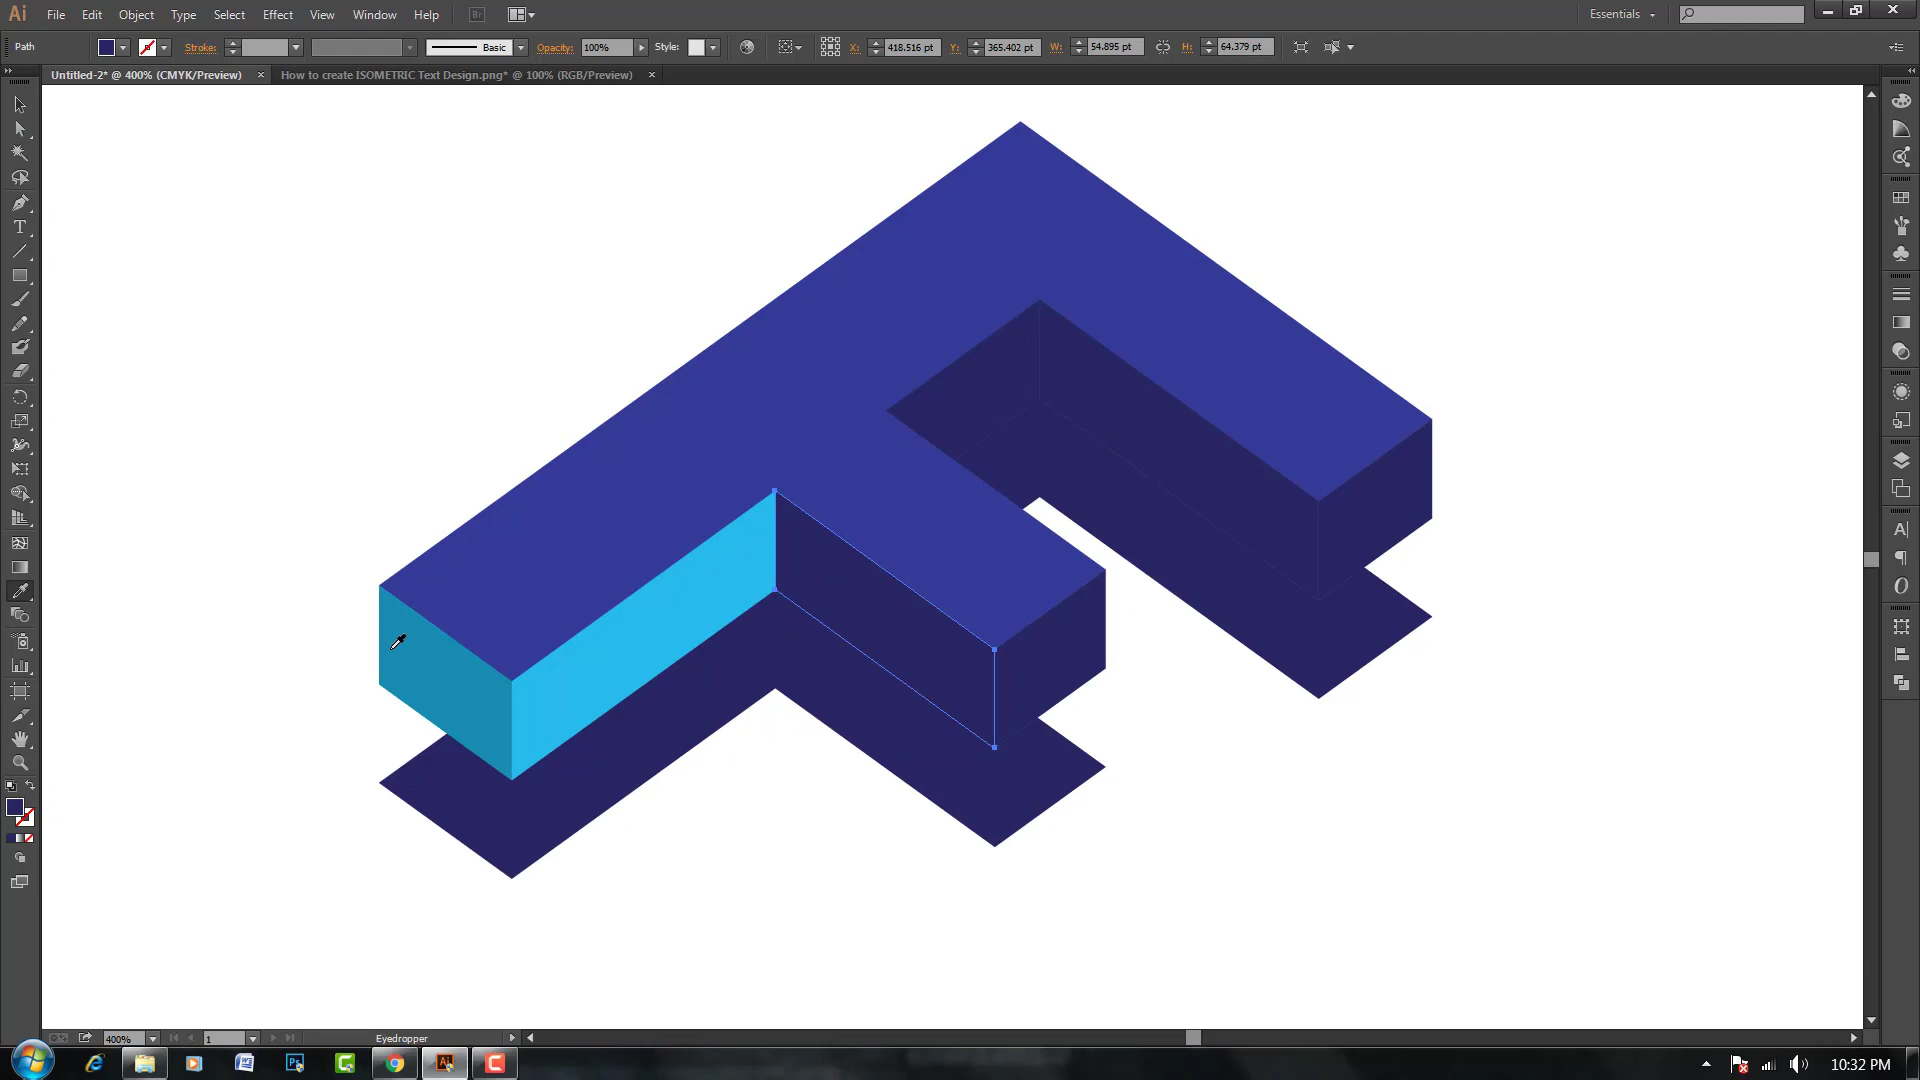 Ai File Edit Object Type Select Effect View Window Help Br Essentials
Path Stroke: Basic Opacity: 100% Style: X: 418.516 pt Y: 365.402 pt W: 54.895 pt H: 64.379 pt
Untitled-2* @ 400% (CMYK/Preview) × How to create ISOMETRIC Text Design.png* @ 100% (RGB/Preview) ×
400% 1 Eyedropper
10:32 PM